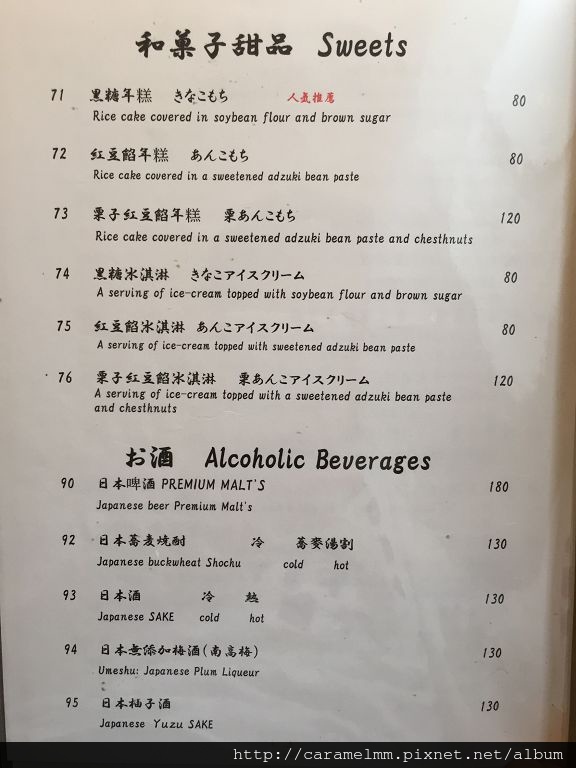 和菓子甜品 Sweets
71 黑糖年糕 きなこもち 人氣推薦 80
Rice cake covered in soybean flour and brown sugar
72 紅豆餡年糕 あんこもち 80
Rice cake covered in a sweetened adzuki bean paste
73 栗子紅豆餡年糕 栗あんこもち 120
Rice cake covered in a sweetened adzuki bean paste and chesthnuts
74 黑糖冰淇淋 きなこアイスクリーム 80
A serving of ice-cream topped with soybean flour and brown sugar
75 紅豆餡冰淇淋 あんこアイスクリーム 80
A serving of ice-cream topped with sweetened adzuki bean paste
76 栗子紅豆餡冰淇淋 栗あんこアイスクリーム 120
A serving of ice-cream topped with a sweetened adzuki bean paste
and chesthnuts
お酒 Alcoholic Beverages
90 日本啤酒 PREMIUM MALT'S 180
Japanese beer Premium Malt's
92 日本蕎麦焼酎 冷 蕎麥湯割 130
Japanese buckwheat Shochu cold hot
93 日本酒 冷 熱 130
Japanese SAKE cold hot
94 日本無添加梅酒(南高梅) 130
Umeshu: Japanese Plum Liqueur
95 日本柚子酒 130
Japanese Yuzu SAKE
http://caramelmm.pixnet.net/album